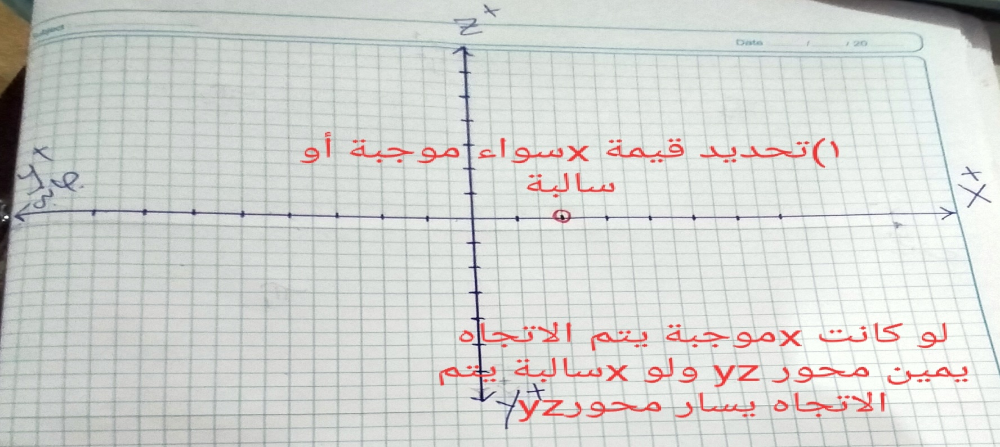 Subject
Date / / 20
Z+
١)تحديد قيمة xسواء موجبة أو
سالبة
+X
لو كانت xموجبة يتم الاتجاه
يمين محور yz ولو xسالبة يتم
الاتجاه يسار محورyz
Y+